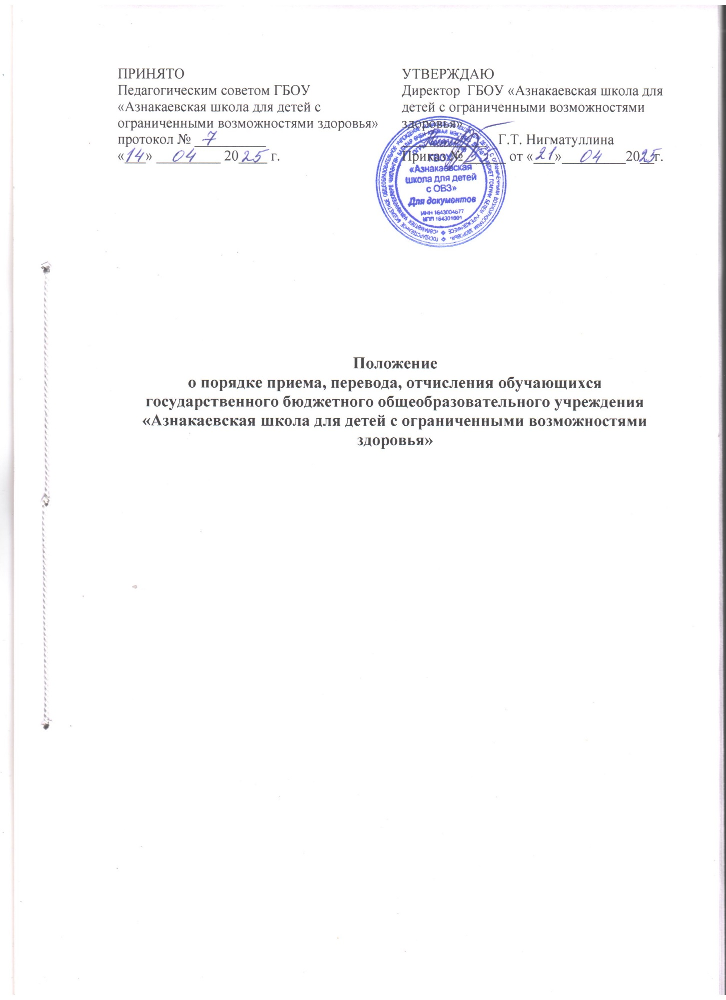 ПРИНЯТО
Педагогическим советом ГБОУ
«Азнакаевская школа для детей с
ограниченными возможностями здоровья»
протокол № 7
«14» 04 2025 г.
УТВЕРЖДАЮ
Директор ГБОУ «Азнакаевская школа для
детей с ограниченными возможностями
здоровья»
Г.Т. Нигматуллина
Приказ № от «21» 04 2025г.
ГБОУ
«Азнакаевская
школа для детей
с ОВЗ»
Для документов
ИНН 1643004677
КПП 164301001
Положение
о порядке приема, перевода, отчисления обучающихся
государственного бюджетного общеобразовательного учреждения
«Азнакаевская школа для детей с ограниченными возможностями
здоровья»